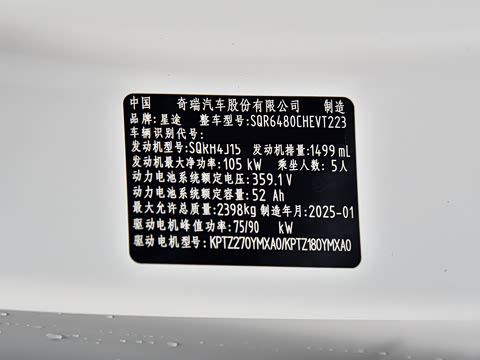 中国 奇瑞汽车股份有限公司 制造
品牌:星途 整车型号:SQR6480CHEVT223
车辆识别代号:
发动机型号:SQRH4J15 发动机排量:1499 mL
发动机最大净功率:105 kW 乘坐人数:5人
动力电池系统额定电压:359.1V
动力电池系统额定容量:52 Ah
最大允许总质量:2398kg 制造年月:2025-01
驱动电机峰值功率:75/90 kW
驱动电机型号:KPTZ270YMXA0/KPTZ180YMXA0